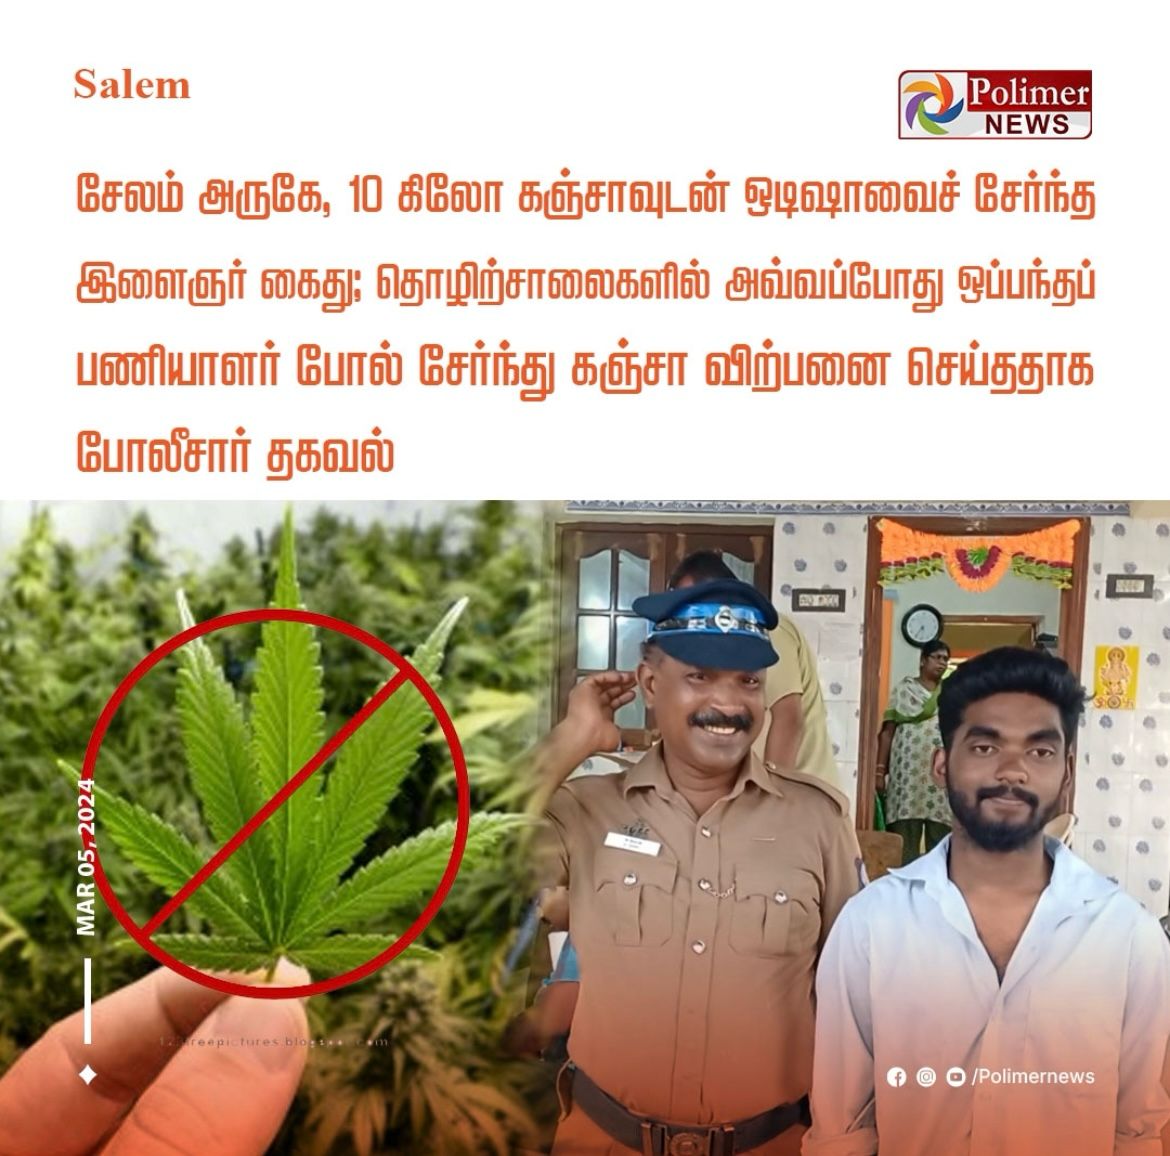 Salem
Polimer
NEWS
சேலம் அருகே, 10 கிலோ கஞ்சாவுடன் ஒடிஷாவைச் சேர்ந்த
இளைஞர் கைது; தொழிற்சாலைகளில் அவ்வப்போது ஒப்பந்தப்
பணியாளர் போல் சேர்ந்து கஞ்சா விற்பனை செய்ததாக
போலீசார் தகவல்
MAR 05, 2024
/Polimernews